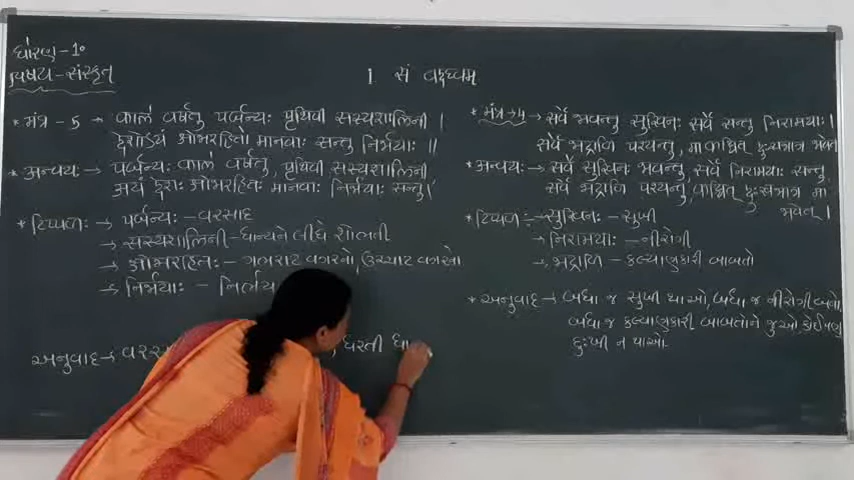 ધોરણ-10
વિષય-સંસ્કૃત
1 સં વદધ્વમ્
* મંત્ર - 5 → काले वर्षतु पर्जन्यः पृथिवी सस्यशालिनी ।
देशोऽयं क्षोभरहितो मानवाः सन्तु निर्भयाः ॥
* અન્વયઃ → पर्जन्यः काले वर्षतु, पृथिवी सस्यशालिनी
अयं देशः क्षोभरहितः मानवाः निर्भयाः सन्तु ।
* ટિપ્પણ: → पर्जन्यः - વરસાદ
→ सस्यशालिनी - ધાન્યને લીધે શોભતી
→ क्षोभरहितः - ગભરાટ વગરનો, ઉચ્ચાટ વગરનો
→ निर्भयाः - નિર્ભય
અનુવાદ →
, ધરતી ધા
* મંત્ર → 4 → सर्वे भवन्तु सुखिनः सर्वे सन्तु निरामयाः ।
सर्वे भद्राणि पश्यन्तु, मा कश्चित् दुःखभाग् भवेत्
* અન્વયઃ → सर्वे सुखिनः भवन्तु, सर्वे निरामयाः सन्तु,
सर्वे भद्राणि पश्यन्तु, कश्चित् दुःखभाग् मा
भवेत् ।
* ટિપ્પણ :- → सुखिनः - સુખી
→ निरामयाः - નીરોગી
→ भद्राणि - કલ્યાણકારી બાબતો
* અનુવાદ → બધા જ સુખી થાઓ, બધા જ નીરોગી બનો.
બધા જ કલ્યાણકારી બાબતોને જુઓ, કોઈપણ
દુઃખી ન થાઓ.